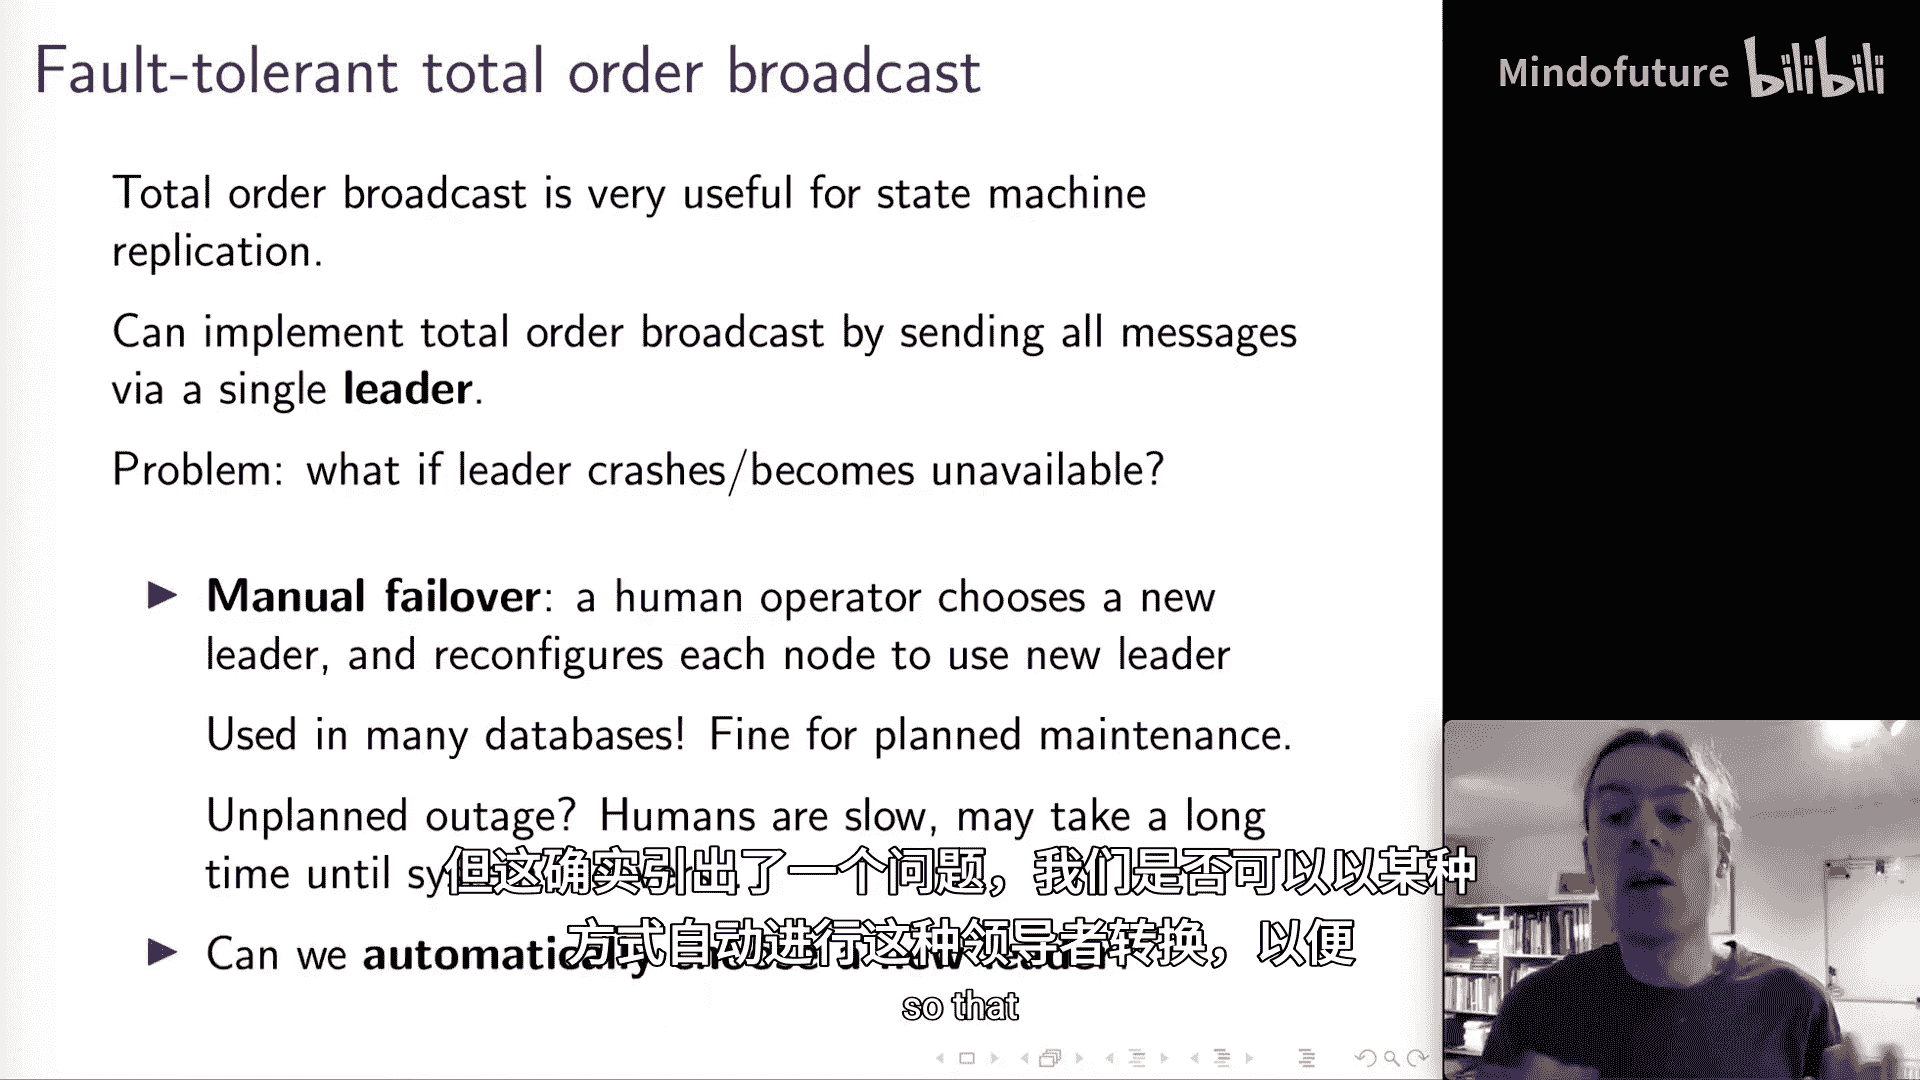 Fault-tolerant total order broadcast
Mindofuture bilibili
Total order broadcast is very useful for state machine
replication.
Can implement total order broadcast by sending all messages
via a single leader.
Problem: what if leader crashes/becomes unavailable?
Manual failover: a human operator chooses a new
leader, and reconfigures each node to use new leader
Used in many databases! Fine for planned maintenance.
Unplanned outage? Humans are slow, may take a long
time until
但这确实引出了一个问题，我们是否可以以某种
Can we automatically choose a new leader
方式自动进行这种领导者转换，以便
so that